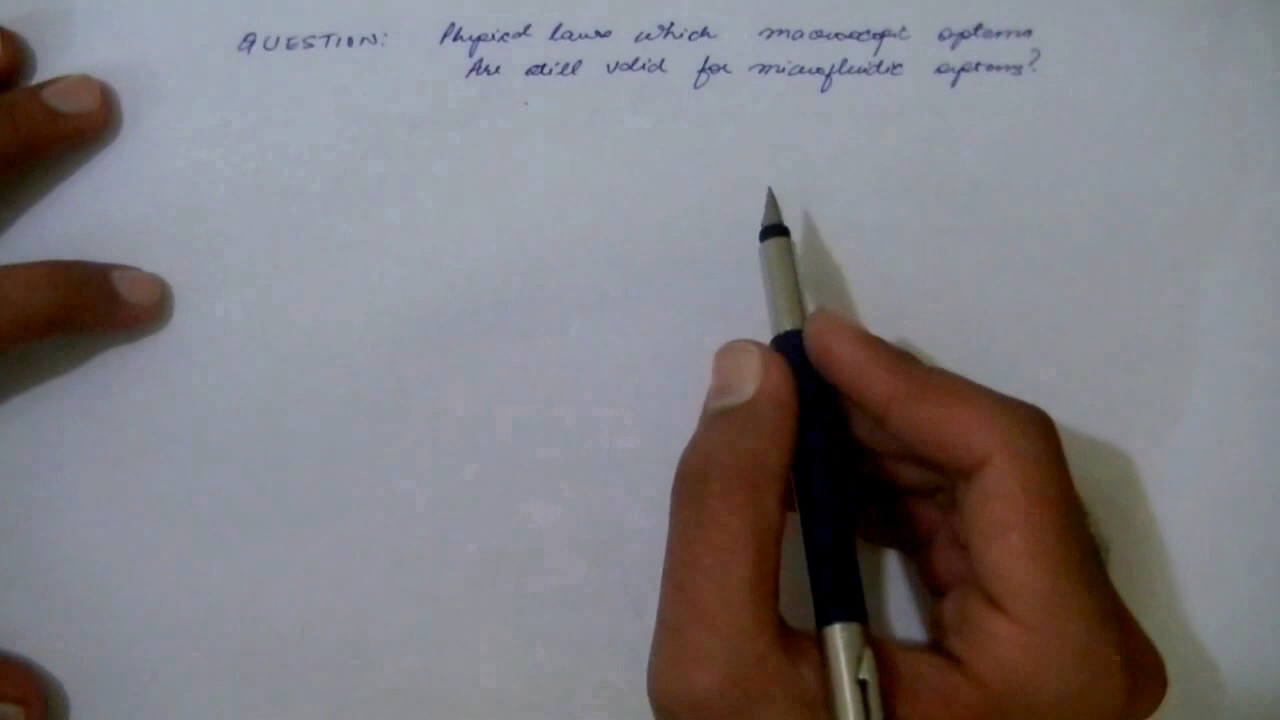 QUESTION: Physical laws which macroscopic systems
Are still valid for microfluidic systems?